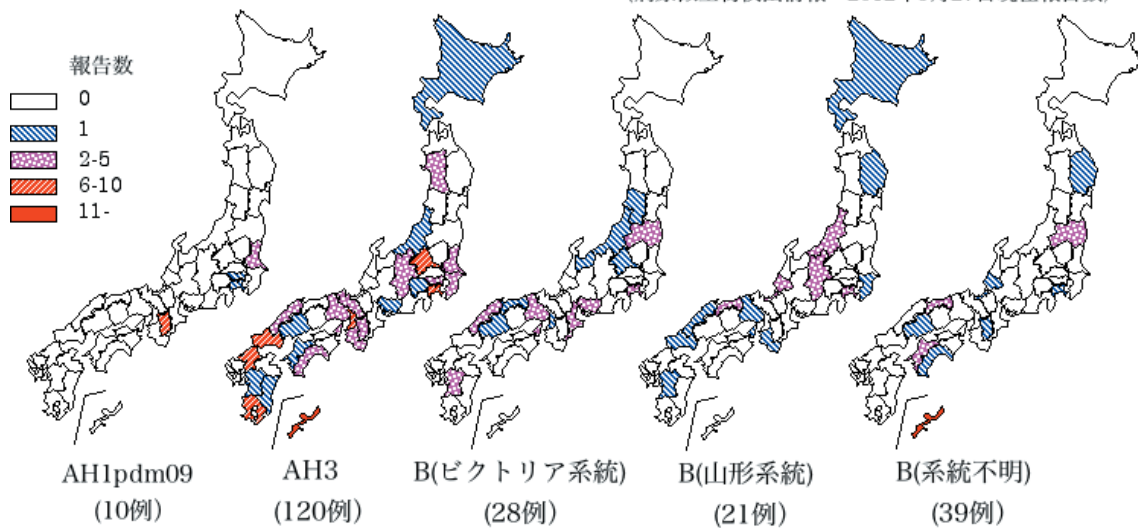 報告数
0
1
2-5
6-10
11-
AH1pdm09
(10例)
AH3
(120例)
B(ビクトリア系統)
(28例)
B(山形系統)
(21例)
B(系統不明)
(39例)